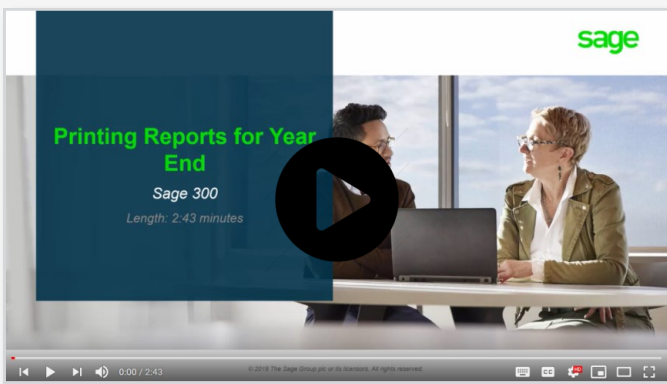 sage
Printing Reports for Year
End
Sage 300
Length: 2:43 minutes
0:00 / 2:43
© 2019 The Sage Group plc or its licensors. All rights reserved.
CC
HD